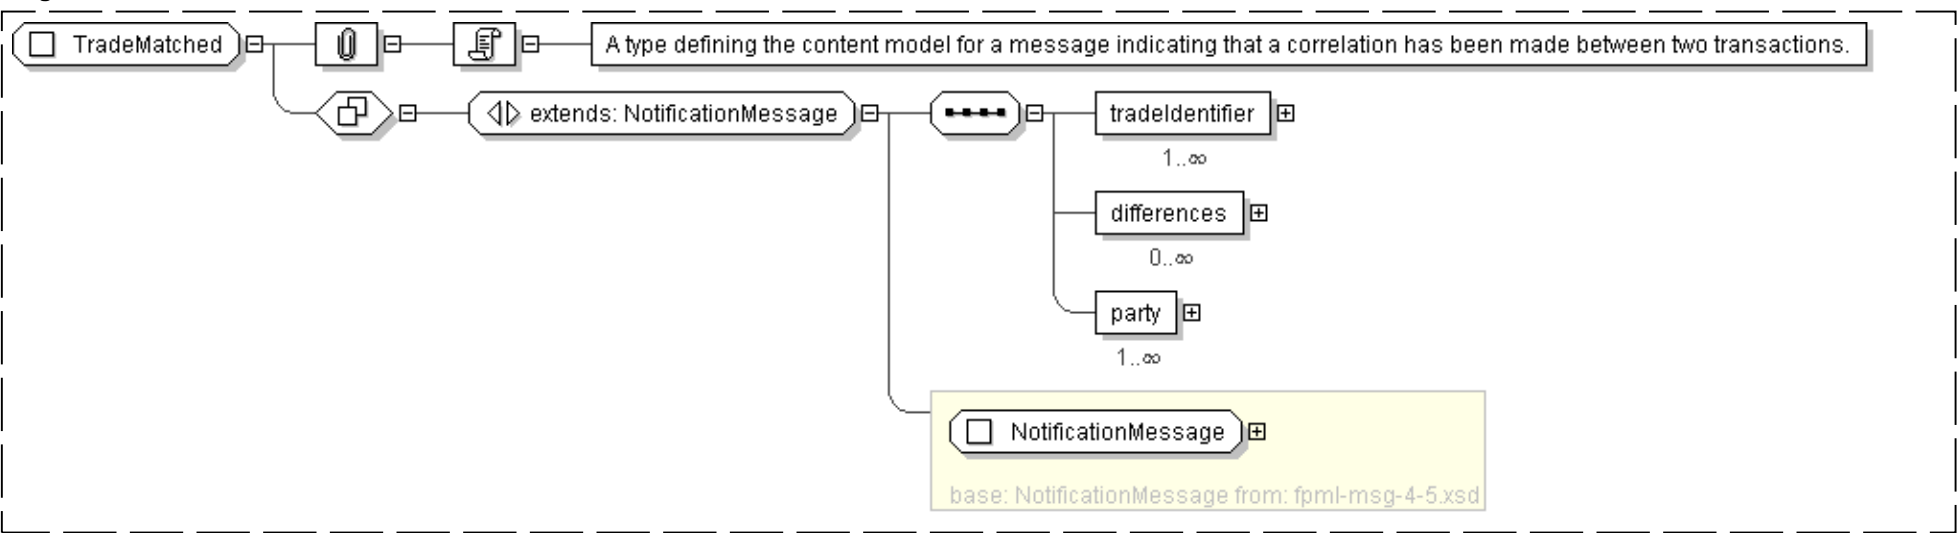 TradeMatched
A type defining the content model for a message indicating that a correlation has been made between two transactions.
extends: NotificationMessage
tradeIdentifier
1..∞
differences
0..∞
party
1..∞
NotificationMessage
base: NotificationMessage from: fpml-msg-4-5.xsd